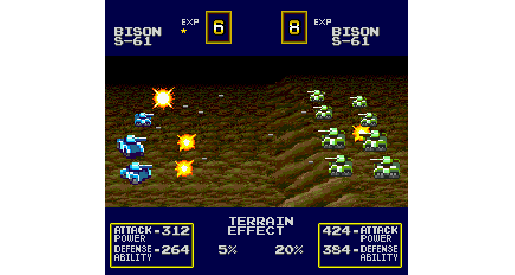 BISON
S-61
EXP
★
6
8
EXP
BISON
S-61
TERRAIN
EFFECT
5%
20%
ATTACK
POWER
-312
DEFENSE
ABILITY
-264
424-ATTACK
POWER
384-DEFENSE
ABILITY